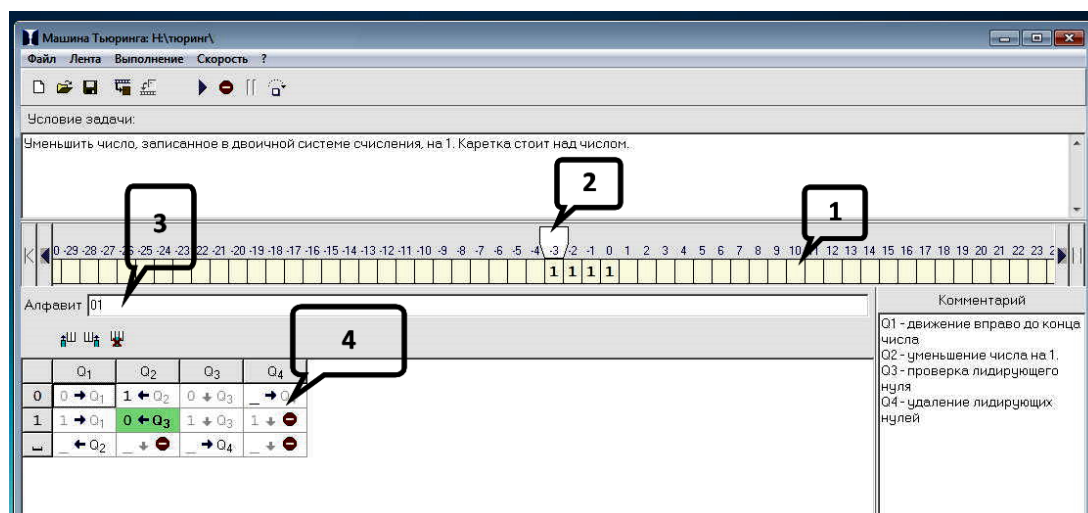 Машина Тьюринга: H:\тюринг\
Файл Лента Выполнение Скорость ?
Условие задачи:
Уменьшить число, записанное в двоичной системе счисления, на 1. Каретка стоит над числом.
2
3
1
0 -29 -28 -27 -26 -25 -24 -23 -22 -21 -20 -19 -18 -17 -16 -15 -14 -13 -12 -11 -10 -9 -8 -7 -6 -5 -4 -3 -2 -1 0 1 2 3 4 5 6 7 8 9 10 11 12 13 14 15 16 17 18 19 20 21 22 23
1 1 1 1
Алфавит 01
4
Комментарий
Q1 - движение вправо до конца
числа
Q2 - уменьшение числа на 1.
Q3 - проверка лидирующего
нуля
Q4 - удаление лидирующих
нулей
Q1 Q2 Q3 Q4
0 0 → Q1 1 ← Q2 0 ↓ Q3 _ → Q
1 1 → Q1 0 ← Q3 1 ↓ Q3 1 ↓
_ _ ← Q2 _ ↓ _ → Q4 _ ↓